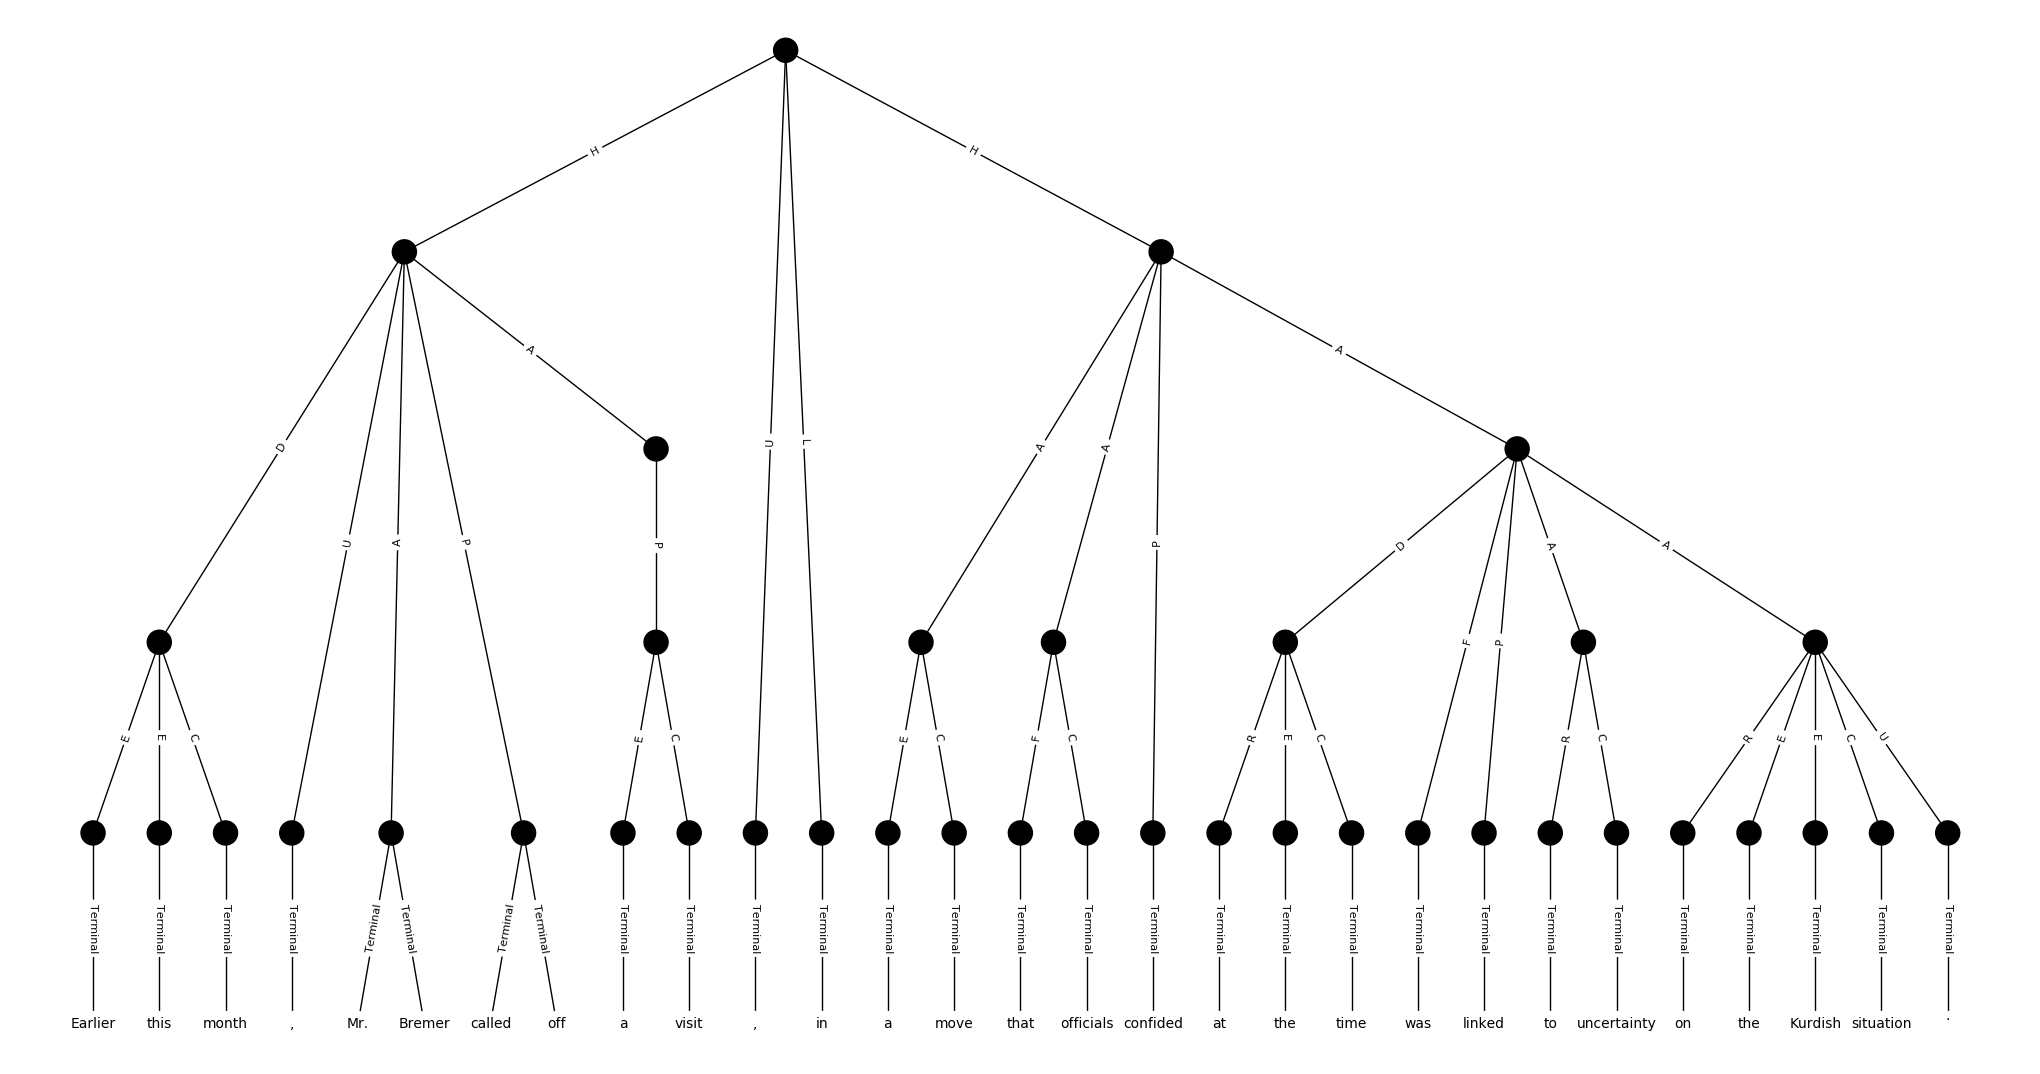 H H
A A
D U A P U L A A P
P D A A
F P
E E C E C E C F C R E C R C R E E C U
Terminal Terminal Terminal Terminal Terminal Terminal Terminal Terminal Terminal Terminal Terminal Terminal Terminal Terminal Terminal Terminal Terminal Terminal Terminal Terminal Terminal Terminal Terminal Terminal Terminal Terminal Terminal Terminal Terminal
Earlier this month , Mr. Bremer called off a visit , in a move that officials confided at the time was linked to uncertainty on the Kurdish situation .